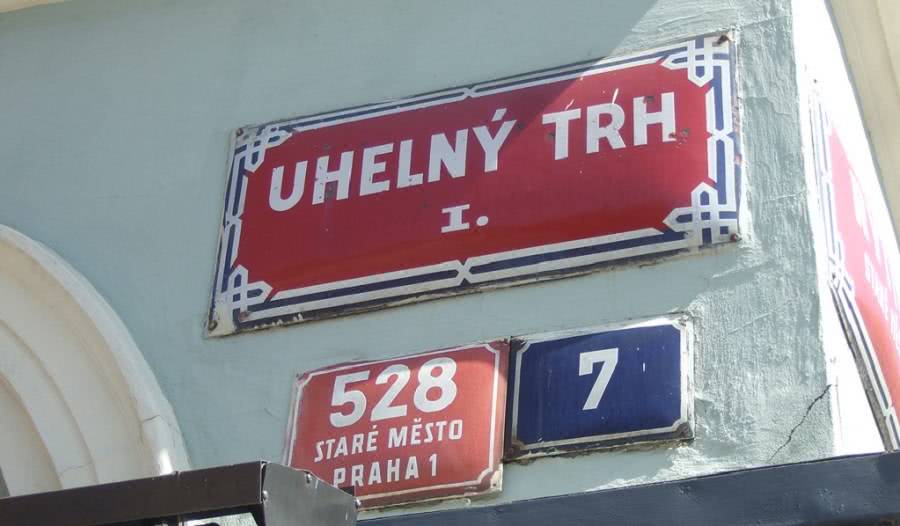 UHELNÝ TRH
I.
528
STARÉ MĚSTO
PRAHA 1
7